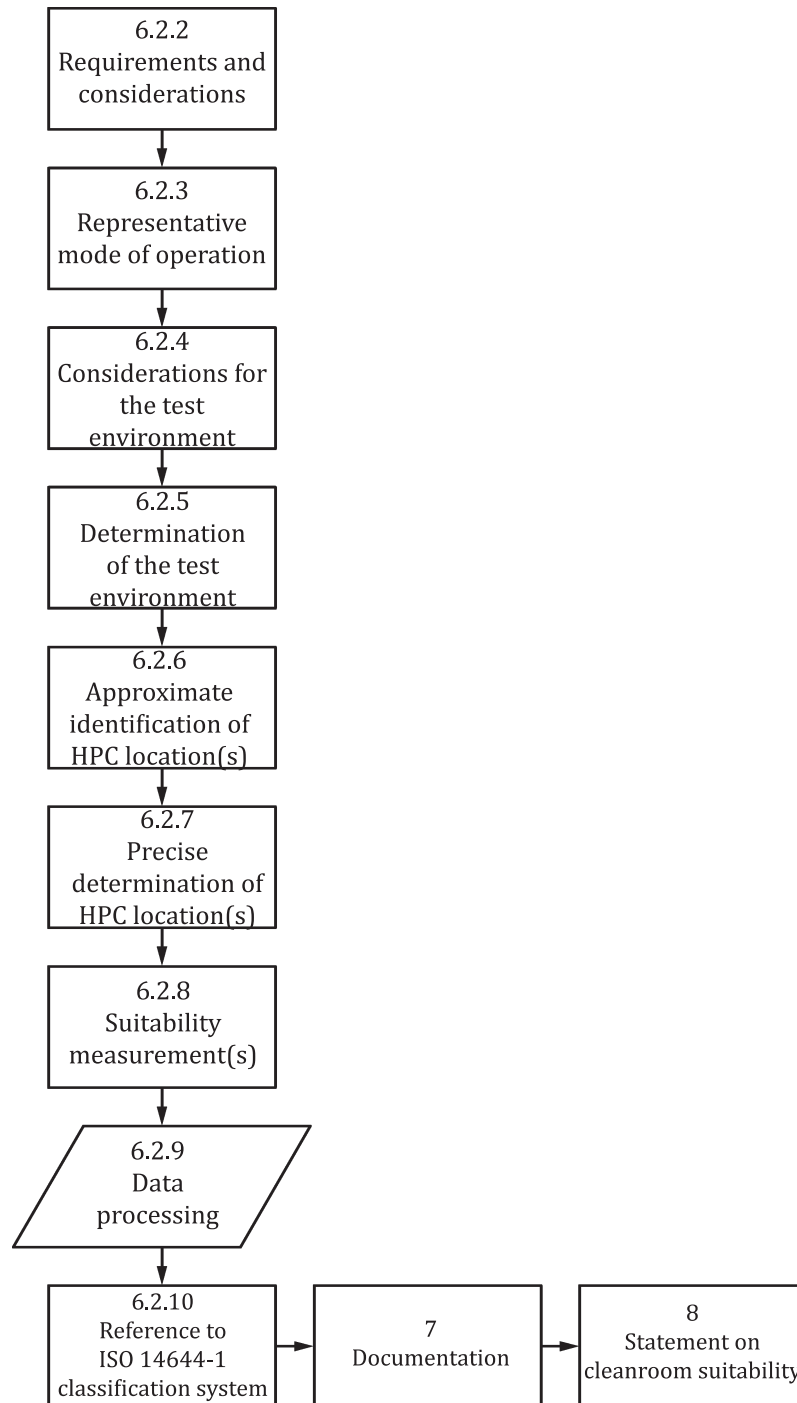 6.2.2
Requirements and
considerations
6.2.3
Representative
mode of operation
6.2.4
Considerations for
the test
environment
6.2.5
Determination
of the test
environment
6.2.6
Approximate
identification of
HPC location(s)
6.2.7
Precise
determination of
HPC location(s)
6.2.8
Suitability
measurement(s)
6.2.9
Data
processing
6.2.10
Reference to
ISO 14644-1
classification system
7
Documentation
8
Statement on
cleanroom suitability